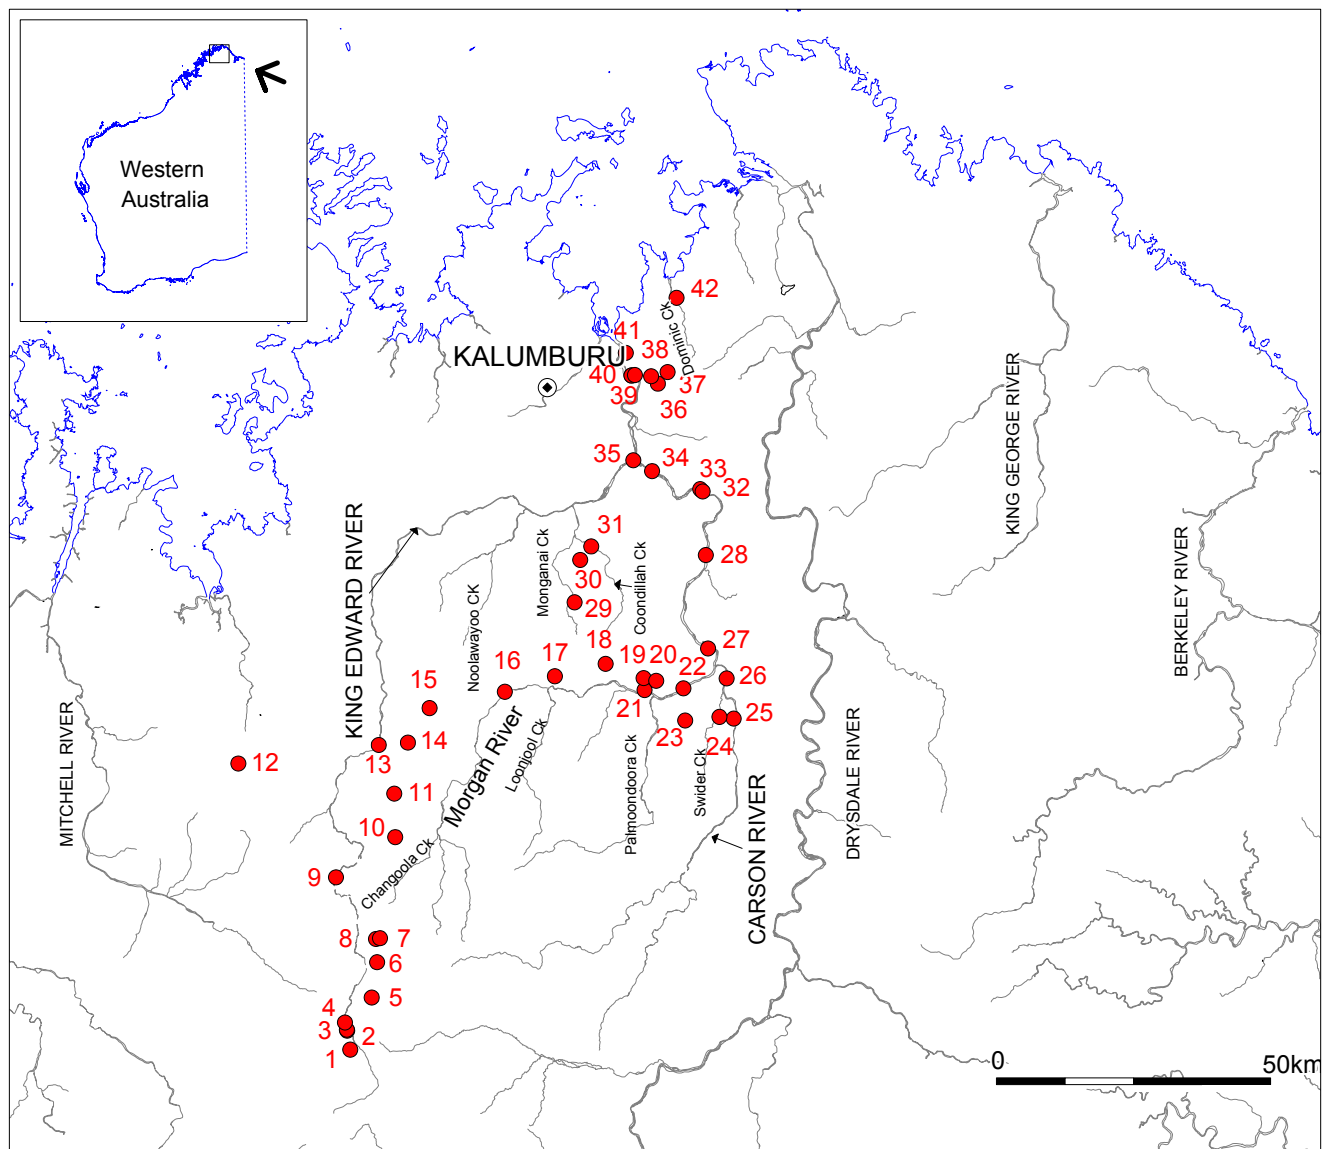 Western
Australia
42
41
38
Dominic Ck
KALUMBURU
40
37
39
36
KING GEORGE RIVER
35
34
33
32
KING EDWARD RIVER
31
Monganai Ck
Coondillah Ck
28
30
29
Noolawayoo CK
BERKELEY RIVER
27
18
19
20
17
16
22
26
15
21
25
23
24
14
13
12
MITCHELL RIVER
Morgan River
Loonjool Ck
Palmoondoora Ck
Swider Ck
DRYSDALE RIVER
11
10
CARSON RIVER
9
Changoola Ck
8
7
6
5
4
3
2
1
0
50km